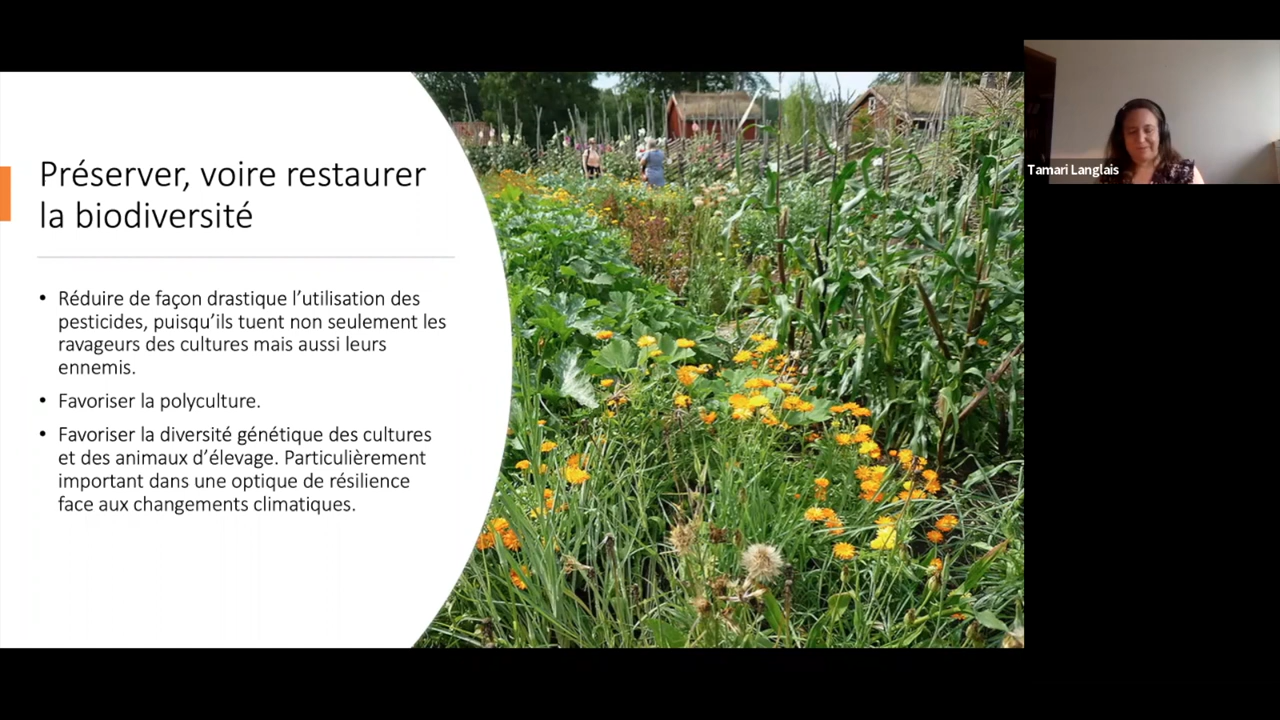 Préserver, voire restaurer
la biodiversité
• Réduire de façon drastique l’utilisation des
pesticides, puisqu’ils tuent non seulement les
ravageurs des cultures mais aussi leurs
ennemis.
• Favoriser la polyculture.
• Favoriser la diversité génétique des cultures
et des animaux d’élevage. Particulièrement
important dans une optique de résilience
face aux changements climatiques.
Tamari Langlais